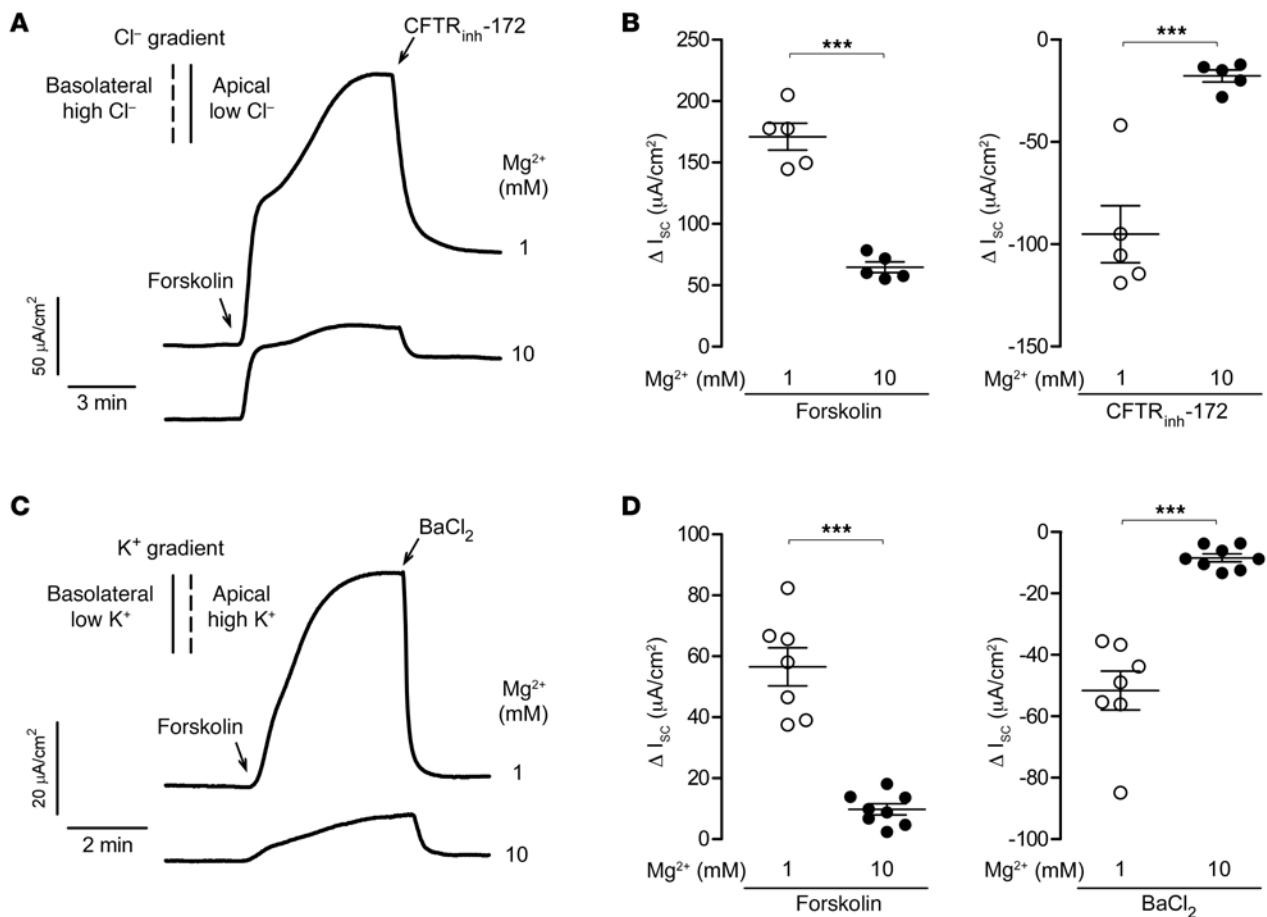 A
Cl⁻ gradient
Basolateral
high Cl⁻
Apical
low Cl⁻
CFTRinh-172
Forskolin
Mg²⁺
(mM)
1
10
50 μA/cm²
3 min
B
250
200
150
100
50
0
Δ ISC (μA/cm²)
***
Mg²⁺ (mM) 1 10
Forskolin
0
-50
-100
-150
Δ ISC (μA/cm²)
***
Mg²⁺ (mM) 1 10
CFTRinh-172
C
K⁺ gradient
Basolateral
low K⁺
Apical
high K⁺
BaCl₂
Forskolin
Mg²⁺
(mM)
1
10
20 μA/cm²
2 min
D
100
80
60
40
20
0
Δ ISC (μA/cm²)
***
Mg²⁺ (mM) 1 10
Forskolin
0
-20
-40
-60
-80
-100
Δ ISC (μA/cm²)
***
Mg²⁺ (mM) 1 10
BaCl₂